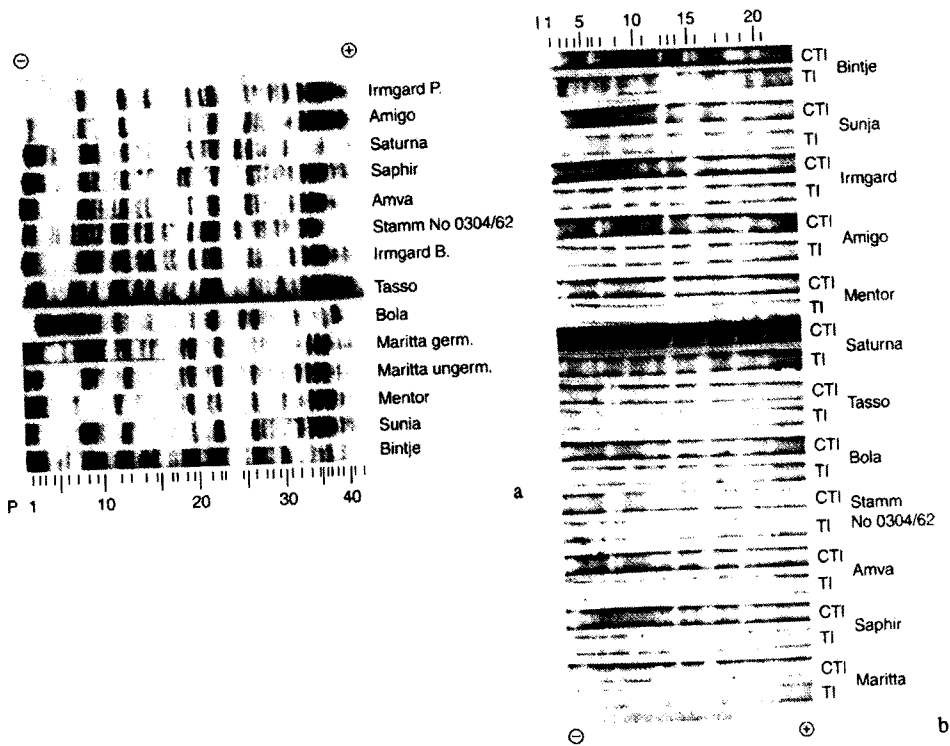 ⊖ ⊕
Irmgard P.
Amigo
Saturna
Saphir
Amva
Stamm No 0304/62
Irmgard B.
Tasso
Bola
Maritta germ.
Maritta ungerm.
Mentor
Sunia
Bintje
P 1 10 20 30 40
a
I 1 5 10 15 20
CTI Bintje
TI
CTI Sunja
TI
CTI Irmgard
TI
CTI Amigo
TI
CTI Mentor
TI
CTI Saturna
TI
CTI Tasso
TI
CTI Bola
TI
CTI Stamm
TI No 0304/62
CTI Amva
TI
CTI Saphir
TI
CTI Maritta
TI
⊖ ⊕
b